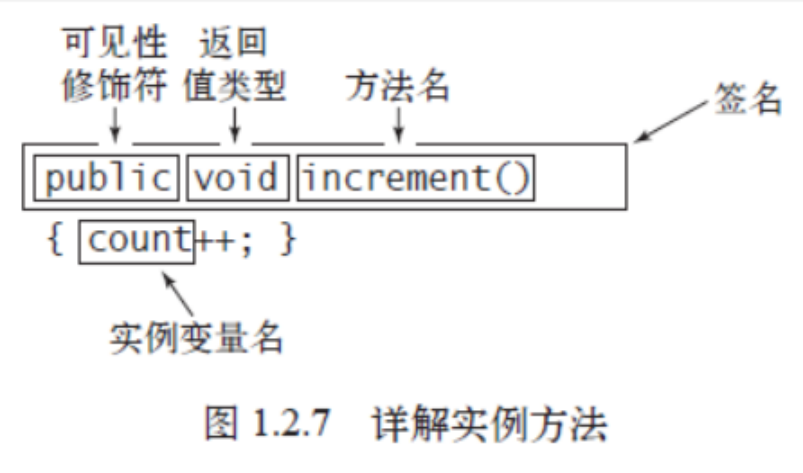 可见性 返回
修饰符 值类型 方法名
签名
public void increment()
{ count++; }
实例变量名
图 1.2.7 详解实例方法